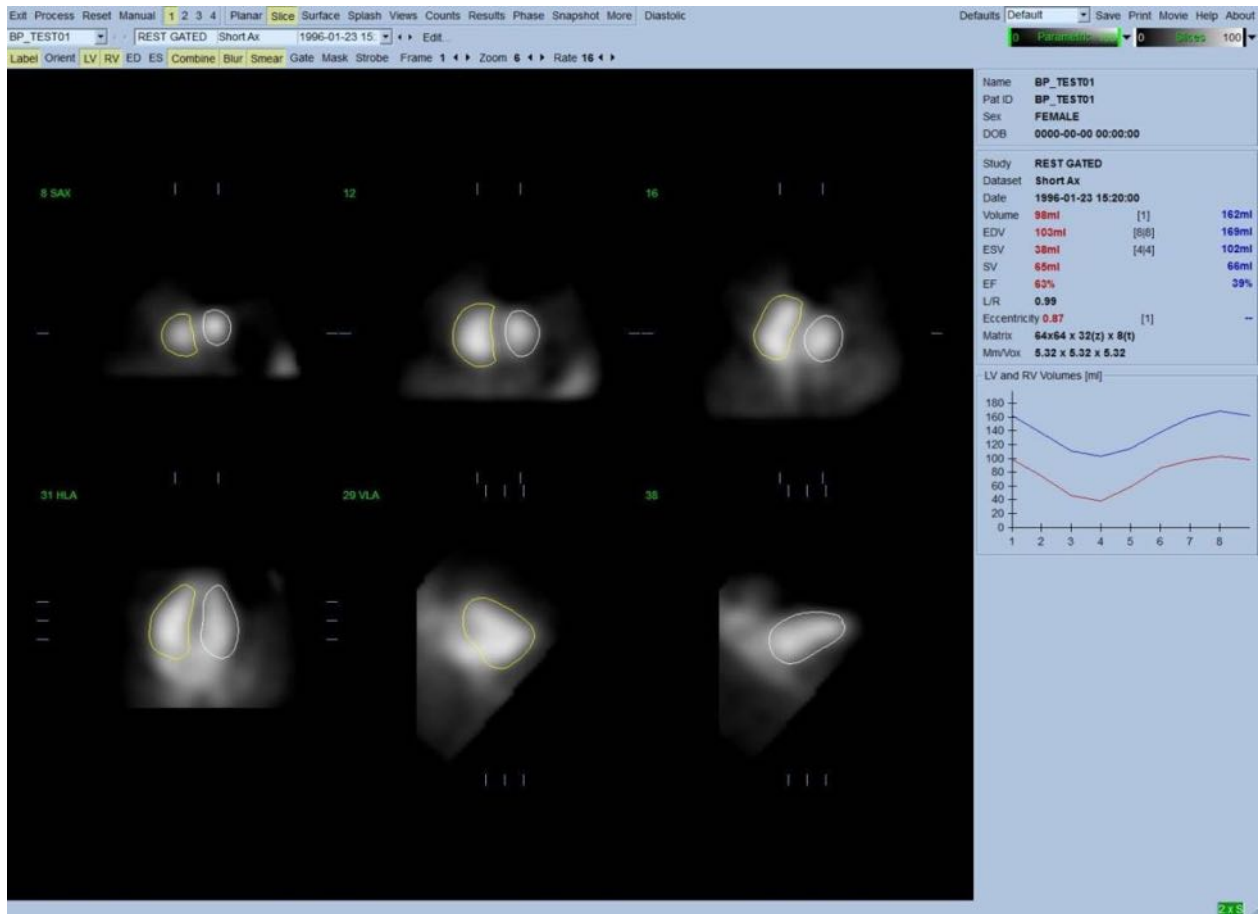 Exit Process Reset Manual 1 2 3 4 Planar Slice Surface Splash Views Counts Results Phase Snapshot More Diastolic Defaults Default Save Print Movie Help About
BP_TEST01 REST GATED Short Ax 1996-01-23 15: Edit... 0 Parametric 0 Slices 100
Label Orient LV RV ED ES Combine Blur Smear Gate Mask Strobe Frame 1 Zoom 6 Rate 16
Name BP_TEST01
Pat ID BP_TEST01
Sex FEMALE
DOB 0000-00-00 00:00:00
Study REST GATED
Dataset Short Ax
Date 1996-01-23 15:20:00
Volume 98ml [1] 162ml
EDV 103ml [8|8] 169ml
ESV 38ml [4|4] 102ml
SV 65ml 66ml
EF 63% 39%
L/R 0.99
Eccentricity 0.87 [1] --
Matrix 64x64 x 32(z) x 8(t)
Mm/Vox 5.32 x 5.32 x 5.32
LV and RV Volumes [ml]
180
160
140
120
100
80
60
40
20
0
1 2 3 4 5 6 7 8
8 SAX 12 16
31 HLA 29 VLA 38
2 x S